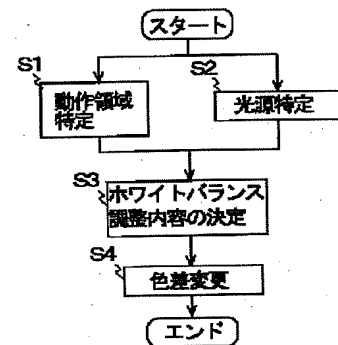 スタート
S1
動作領域
特定
S2
光源特定
S3
ホワイトバランス
調整内容の決定
S4
色差変更
エンド